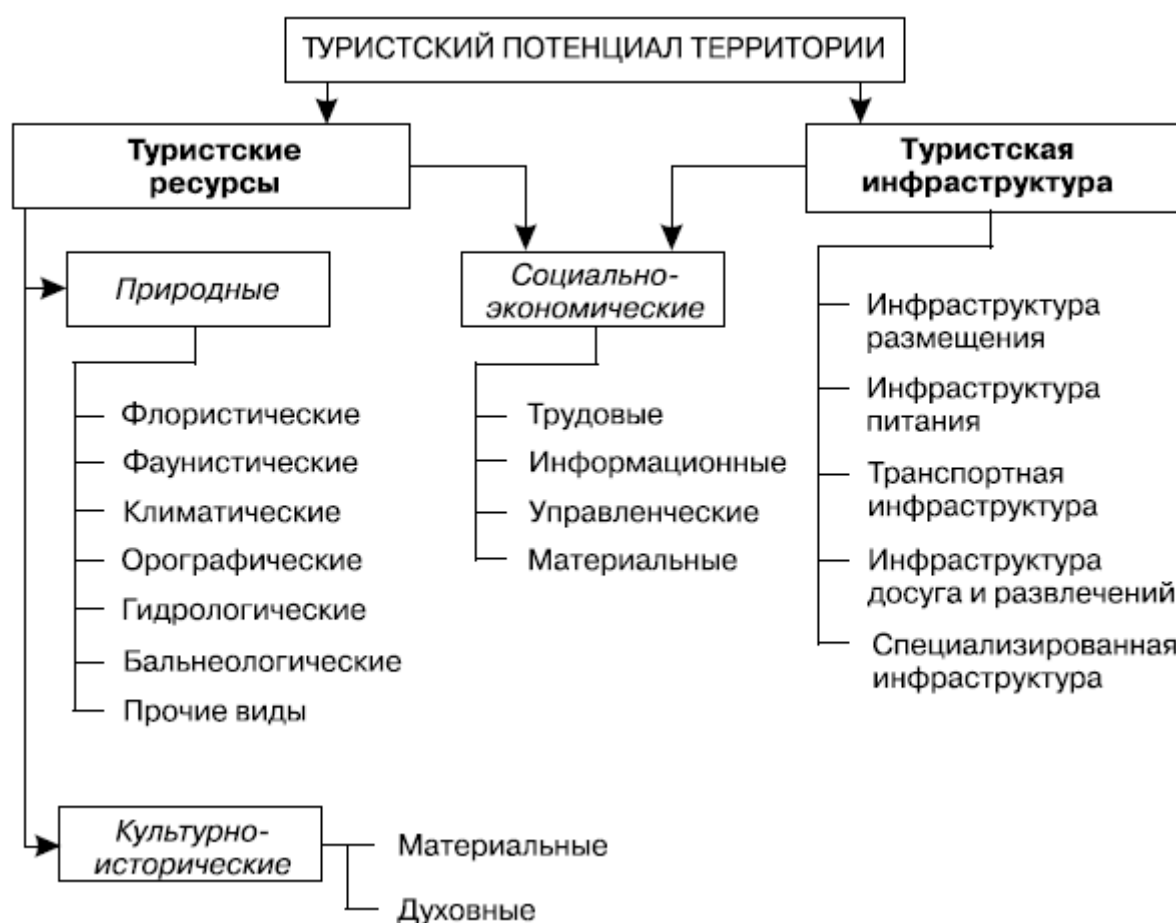 ТУРИСТСКИЙ ПОТЕНЦИАЛ ТЕРРИТОРИИ
Туристские
ресурсы
Туристская
инфраструктура
Природные
Флористические
Фаунистические
Климатические
Орографические
Гидрологические
Бальнеологические
Прочие виды
Социально-
экономические
Трудовые
Информационные
Управленческие
Материальные
Инфраструктура
размещения
Инфраструктура
питания
Транспортная
инфраструктура
Инфраструктура
досуга и развлечений
Специализированная
инфраструктура
Культурно-
исторические
Материальные
Духовные